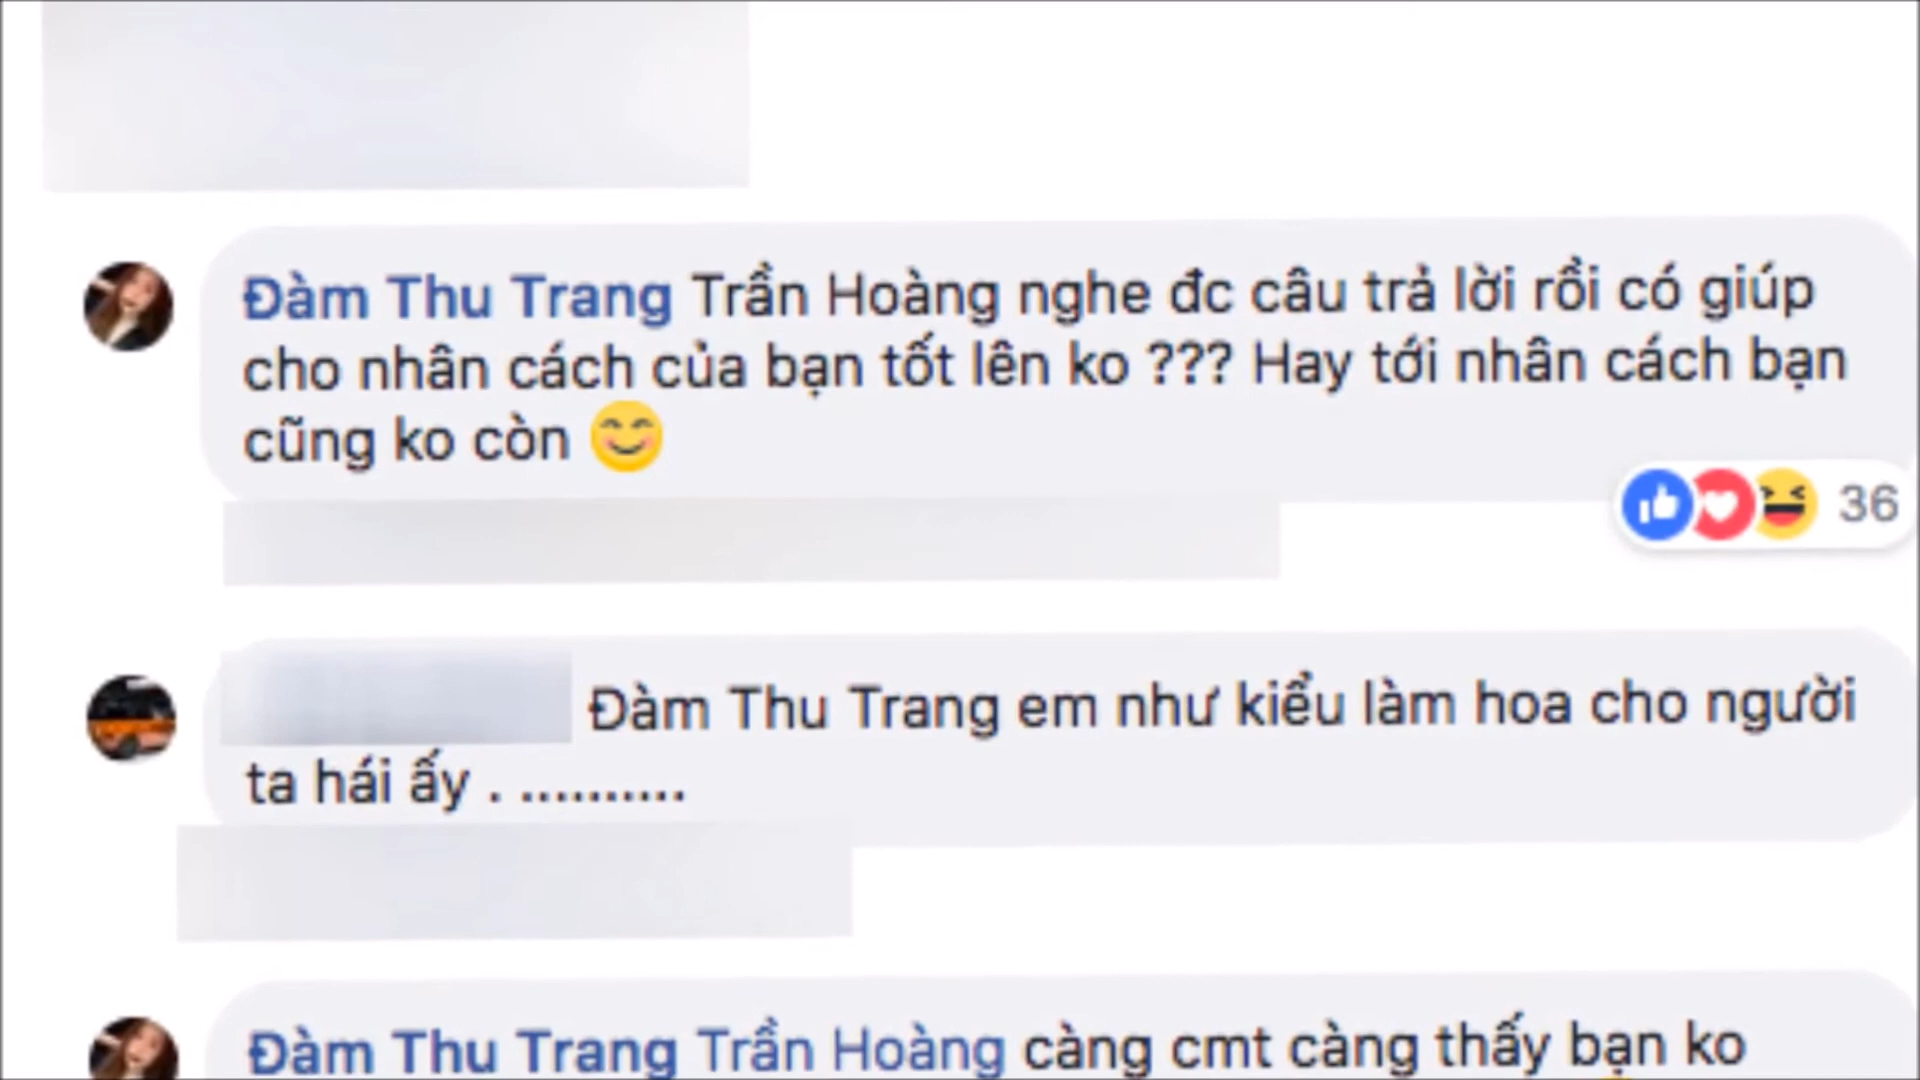 Đàm Thu Trang Trần Hoàng nghe đc câu trả lời rồi có giúp
cho nhân cách của bạn tốt lên ko ??? Hay tới nhân cách bạn
cũng ko còn 😊
36
Đàm Thu Trang em như kiểu làm hoa cho người
ta hái ấy . ..........
Đàm Thu Trang Trần Hoàng càng cmt càng thấy bạn ko